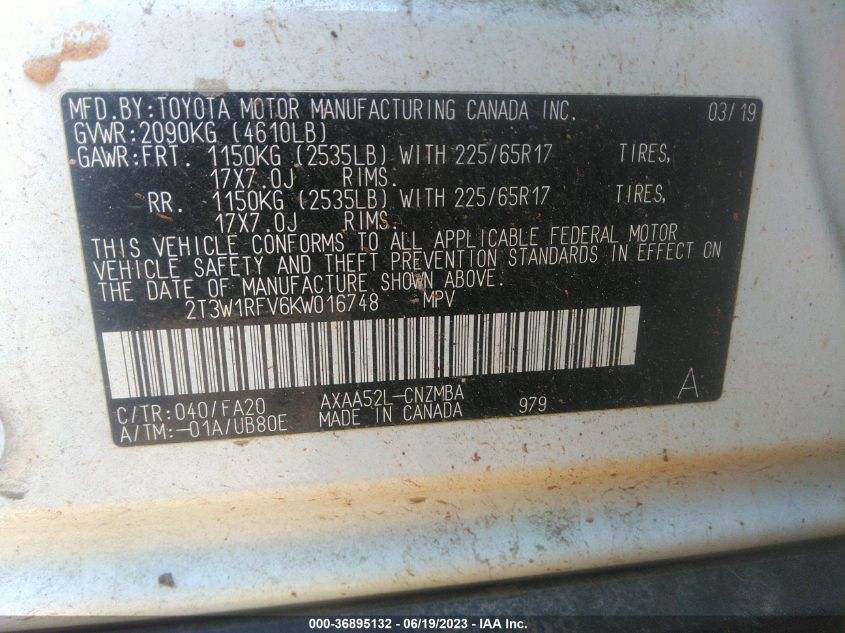 MFD.BY:TOYOTA MOTOR MANUFACTURING CANADA INC. 03/19
GVWR:2090KG (4610LB)
GAWR:FRT. 1150KG (2535LB) WITH 225/65R17 TIRES,
17X7.0J RIMS.
RR. 1150KG (2535LB) WITH 225/65R17 TIRES,
17X7.0J RIMS.
THIS VEHICLE CONFORMS TO ALL APPLICABLE FEDERAL MOTOR
VEHICLE SAFETY AND THEFT PREVENTION STANDARDS IN EFFECT ON
THE DATE OF MANUFACTURE SHOWN ABOVE.
2T3W1RFV6KW016748 MPV
C/TR:040/FA20 AXAA52L-CNZMBA A
A/TM:-01A/UB80E MADE IN CANADA 979
000-36895132 - 06/19/2023 - IAA Inc.